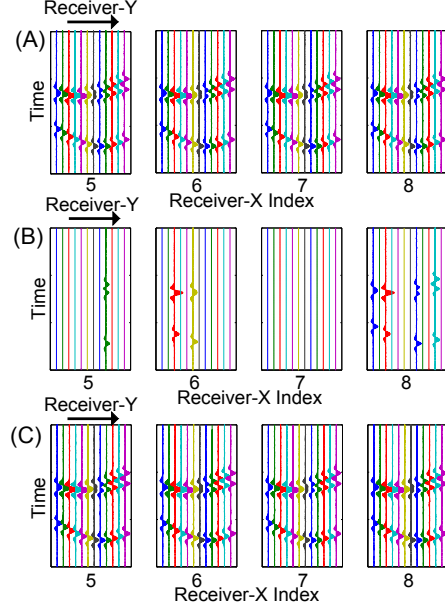 Receiver-Y
(A)
Time
5 6 7 8
Receiver-X Index
(B)
Time
5 6 7 8
Receiver-X Index
Receiver-Y
(C)
Time
5 6 7 8
Receiver-X Index